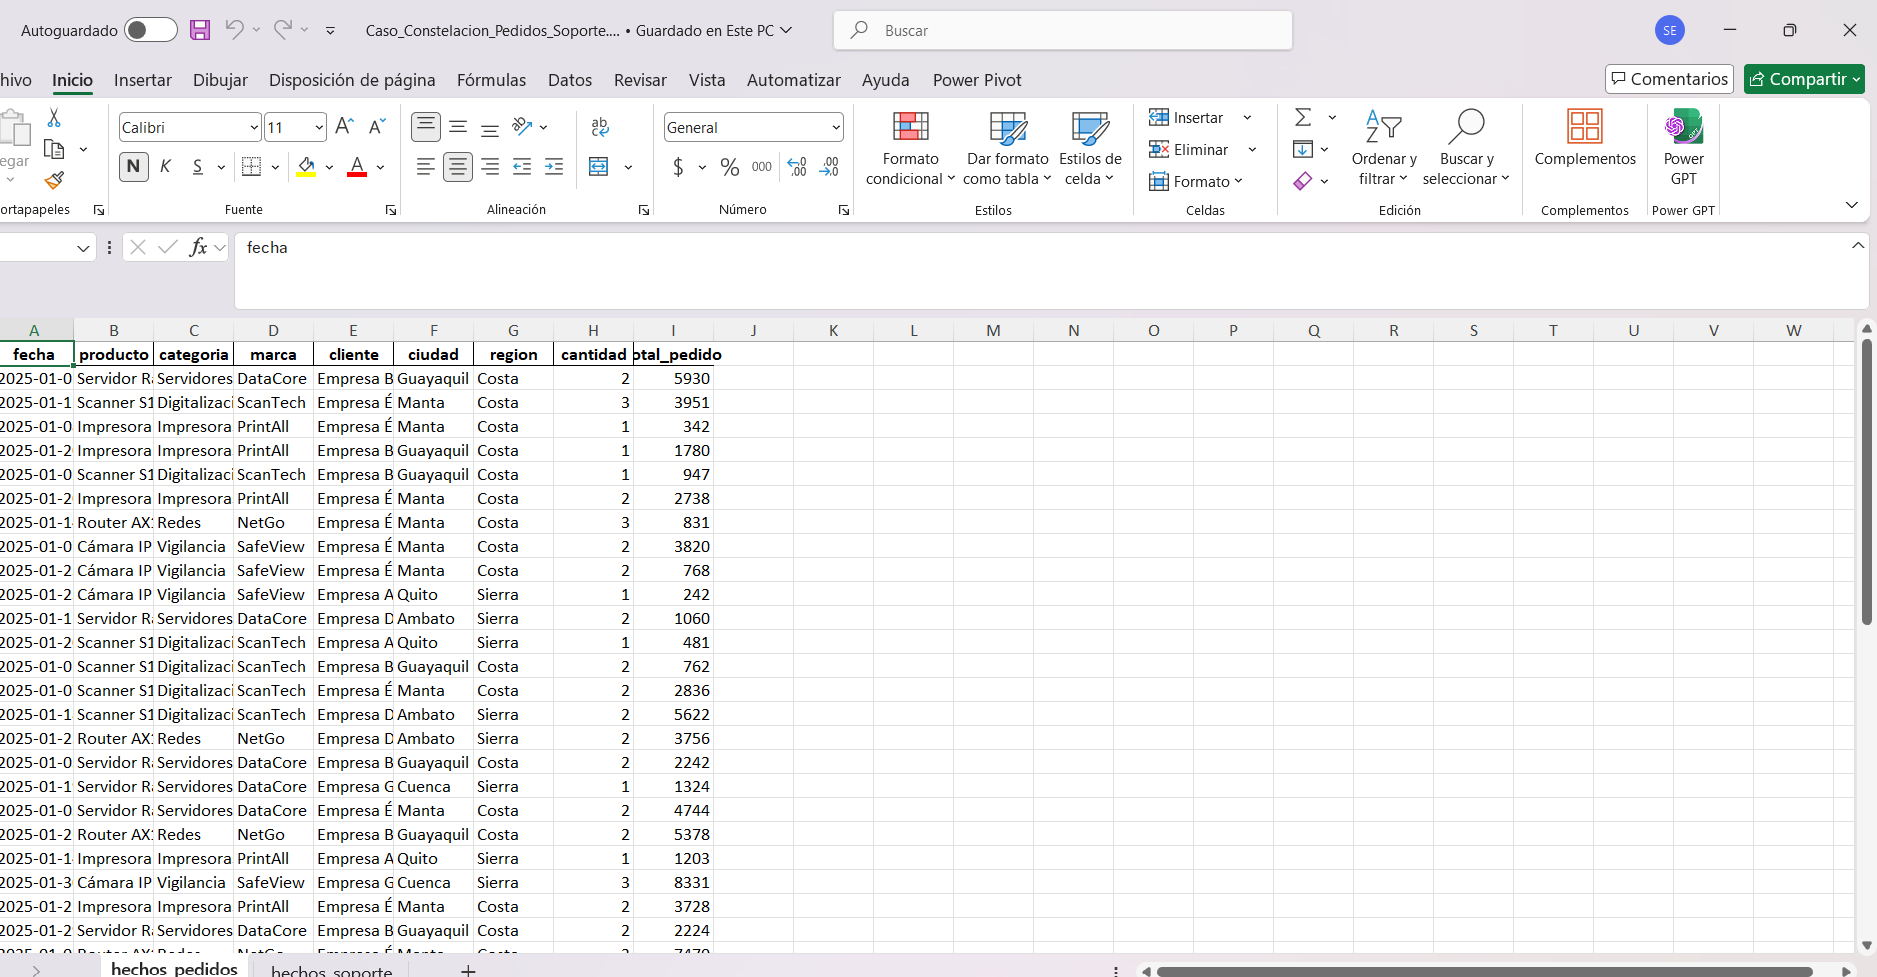 Autoguardado Caso_Constelacion_Pedidos_Soporte.... • Guardado en Este PC Buscar SE
hivo Inicio Insertar Dibujar Disposición de página Fórmulas Datos Revisar Vista Automatizar Ayuda Power Pivot Comentarios Compartir
egar Calibri 11 N K S A ab General $ % 000
Formato condicional Dar formato como tabla Estilos de celda Insertar Eliminar Formato Ordenar y filtrar Buscar y seleccionar Complementos Power GPT
ortapapeles Fuente Alineación Número Estilos Celdas Edición Complementos Power GPT
fx fecha
A B C D E F G H I J K L M N O P Q R S T U V W
fecha producto categoria marca cliente ciudad region cantidad otal_pedido
2025-01-0 Servidor Ra Servidores DataCore Empresa B Guayaquil Costa 2 5930
2025-01-1 Scanner S1 Digitalizaci ScanTech Empresa É Manta Costa 3 3951
2025-01-0 Impresora Impresora PrintAll Empresa É Manta Costa 1 342
2025-01-2 Impresora Impresora PrintAll Empresa B Guayaquil Costa 1 1780
2025-01-0 Scanner S1 Digitalizaci ScanTech Empresa B Guayaquil Costa 1 947
2025-01-2 Impresora Impresora PrintAll Empresa É Manta Costa 2 2738
2025-01-1 Router AX Redes NetGo Empresa É Manta Costa 3 831
2025-01-0 Cámara IP Vigilancia SafeView Empresa É Manta Costa 2 3820
2025-01-2 Cámara IP Vigilancia SafeView Empresa É Manta Costa 2 768
2025-01-2 Cámara IP Vigilancia SafeView Empresa A Quito Sierra 1 242
2025-01-1 Servidor Ra Servidores DataCore Empresa D Ambato Sierra 2 1060
2025-01-2 Scanner S1 Digitalizaci ScanTech Empresa A Quito Sierra 1 481
2025-01-0 Scanner S1 Digitalizaci ScanTech Empresa B Guayaquil Costa 2 762
2025-01-0 Scanner S1 Digitalizaci ScanTech Empresa É Manta Costa 2 2836
2025-01-1 Scanner S1 Digitalizaci ScanTech Empresa D Ambato Sierra 2 5622
2025-01-2 Router AX Redes NetGo Empresa D Ambato Sierra 2 3756
2025-01-0 Servidor Ra Servidores DataCore Empresa B Guayaquil Costa 2 2242
2025-01-1 Servidor Ra Servidores DataCore Empresa G Cuenca Sierra 1 1324
2025-01-0 Servidor Ra Servidores DataCore Empresa É Manta Costa 2 4744
2025-01-2 Router AX Redes NetGo Empresa B Guayaquil Costa 2 5378
2025-01-1 Impresora Impresora PrintAll Empresa A Quito Sierra 1 1203
2025-01-3 Cámara IP Vigilancia SafeView Empresa G Cuenca Sierra 3 8331
2025-01-2 Impresora Impresora PrintAll Empresa É Manta Costa 2 3728
2025-01-2 Servidor Ra Servidores DataCore Empresa B Guayaquil Costa 2 2224
hechos_pedidos hechos_soporte